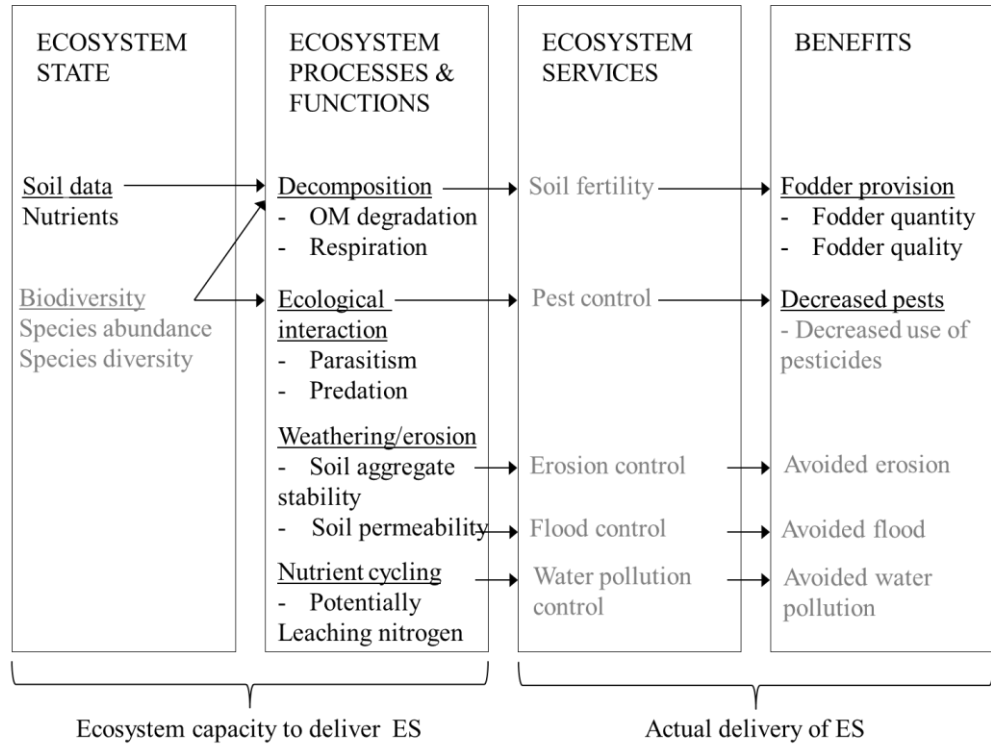 ECOSYSTEM
STATE
Soil data
Nutrients
Biodiversity
Species abundance
Species diversity
ECOSYSTEM
PROCESSES &
FUNCTIONS
Decomposition
- OM degradation
- Respiration
Ecological
interaction
- Parasitism
- Predation
Weathering/erosion
- Soil aggregate
stability
- Soil permeability
Nutrient cycling
- Potentially
Leaching nitrogen
ECOSYSTEM
SERVICES
Soil fertility
Pest control
Erosion control
Flood control
Water pollution
control
BENEFITS
Fodder provision
- Fodder quantity
- Fodder quality
Decreased pests
- Decreased use of
pesticides
Avoided erosion
Avoided flood
Avoided water
pollution
Ecosystem capacity to deliver ES
Actual delivery of ES